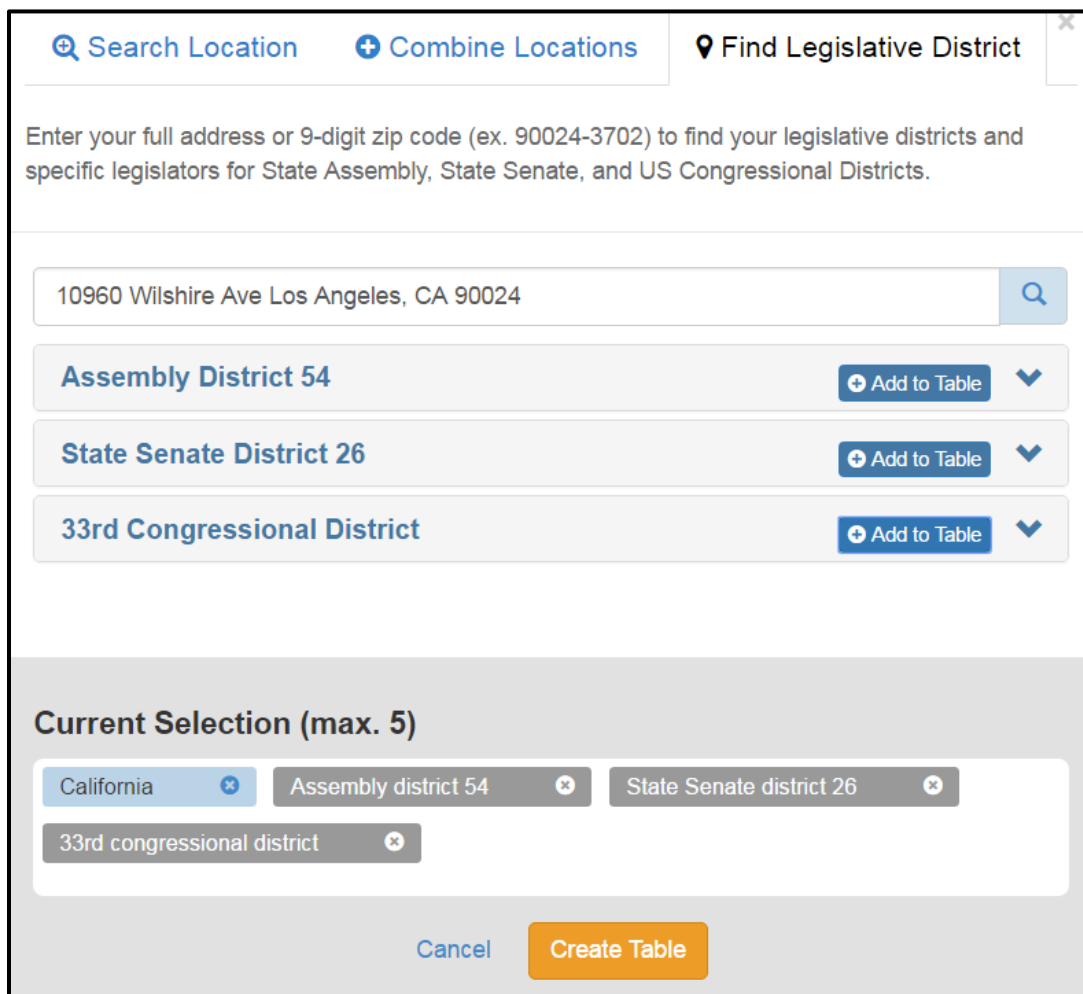 Search Location
Combine Locations
Find Legislative District
Enter your full address or 9-digit zip code (ex. 90024-3702) to find your legislative districts and
specific legislators for State Assembly, State Senate, and US Congressional Districts.
10960 Wilshire Ave Los Angeles, CA 90024
Assembly District 54
Add to Table
State Senate District 26
Add to Table
33rd Congressional District
Add to Table
Current Selection (max. 5)
California
Assembly district 54
State Senate district 26
33rd congressional district
Cancel
Create Table